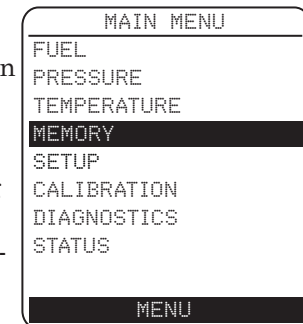 MAIN MENU
FUEL
PRESSURE
TEMPERATURE
MEMORY
SETUP
CALIBRATION
DIAGNOSTICS
STATUS
MENU